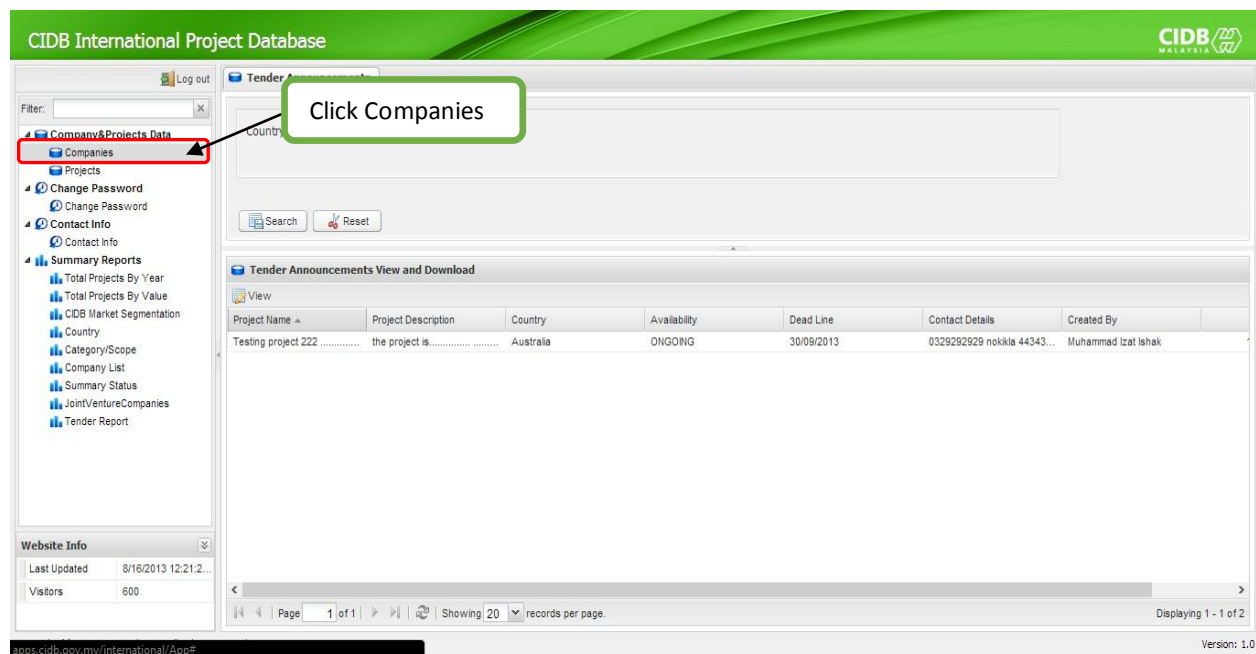 CIDB International Project Database
CIDB
MALAYSIA
Log out
Filter:
Company&Projects Data
Companies
Projects
Change Password
Change Password
Contact Info
Contact Info
Summary Reports
Total Projects By Year
Total Projects By Value
CIDB Market Segmentation
Country
Category/Scope
Company List
Summary Status
JointVentureCompanies
Tender Report
Website Info
Last Updated 8/16/2013 12:21:2...
Visitors 600
Tender Announcements
Click Companies
Country
Search Reset
Tender Announcements View and Download
View
Project Name Project Description Country Availability Dead Line Contact Details Created By
Testing project 222 .............. the project is.............. ......... Australia ONGOING 30/09/2013 0329292929 nokikla 44343... Muhammad Izat Ishak
Page 1 of 1 Showing 20 records per page. Displaying 1 - 1 of 2
apps.cidb.gov.my/international/App#
Version: 1.0